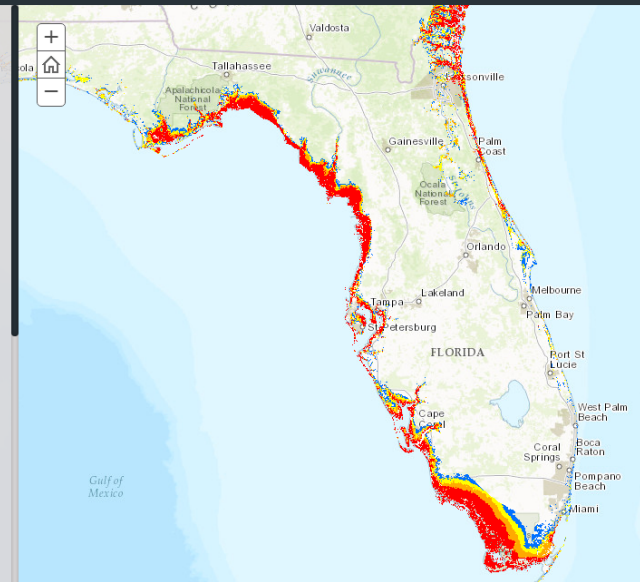 +
−
Valdosta
Tallahassee
Suwannee
Apalachicola
National
Forest
Gainesville
Palm
Coast
Ocala
National
Forest
Orlando
Melbourne
Palm Bay
Lakeland
Tampa
St Petersburg
FLORIDA
Port St
Lucie
Cape
West Palm
Beach
Boca
Raton
Coral
Springs
Pompano
Beach
Miami
Gulf of
Mexico